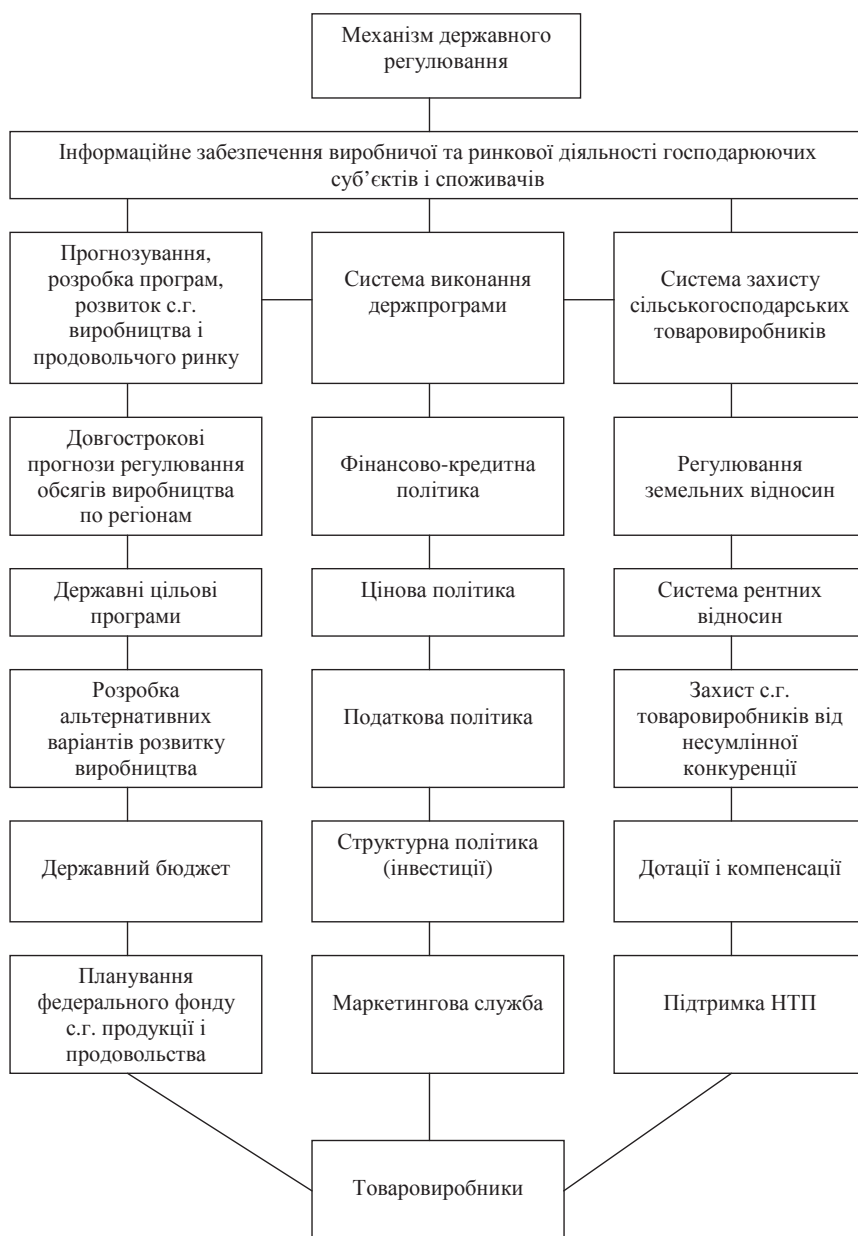 Механізм державного
регулювання
Інформаційне забезпечення виробничої та ринкової діяльності господарюючих
суб’єктів і споживачів
Прогнозування,
розробка програм,
розвиток с.г.
виробництва і
продовольчого ринку
Система виконання
держпрограми
Система захисту
сільськогосподарських
товаровиробників
Довгострокові
прогнози регулювання
обсягів виробництва
по регіонам
Фінансово-кредитна
політика
Регулювання
земельних відносин
Державні цільові
програми
Цінова політика
Система рентних
відносин
Розробка
альтернативних
варіантів розвитку
виробництва
Податкова політика
Захист с.г.
товаровиробників від
несумлінної
конкуренції
Державний бюджет
Структурна політика
(інвестиції)
Дотації і компенсації
Планування
федерального фонду
с.г. продукції і
продовольства
Маркетингова служба
Підтримка НТП
Товаровиробники